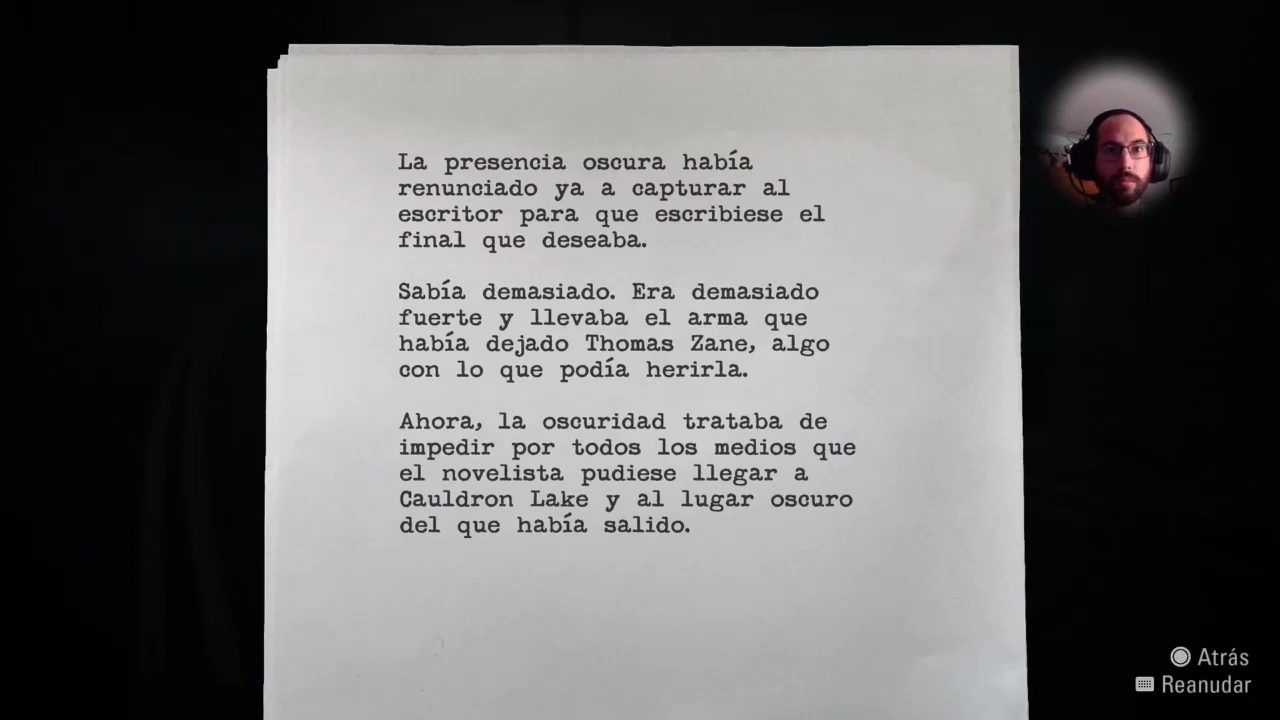 La presencia oscura había
renunciado ya a capturar al
escritor para que escribiese el
final que deseaba.
Sabía demasiado. Era demasiado
fuerte y llevaba el arma que
había dejado Thomas Zane, algo
con lo que podía herirla.
Ahora, la oscuridad trataba de
impedir por todos los medios que
el novelista pudiese llegar a
Cauldron Lake y al lugar oscuro
del que había salido.
Atrás
Reanudar